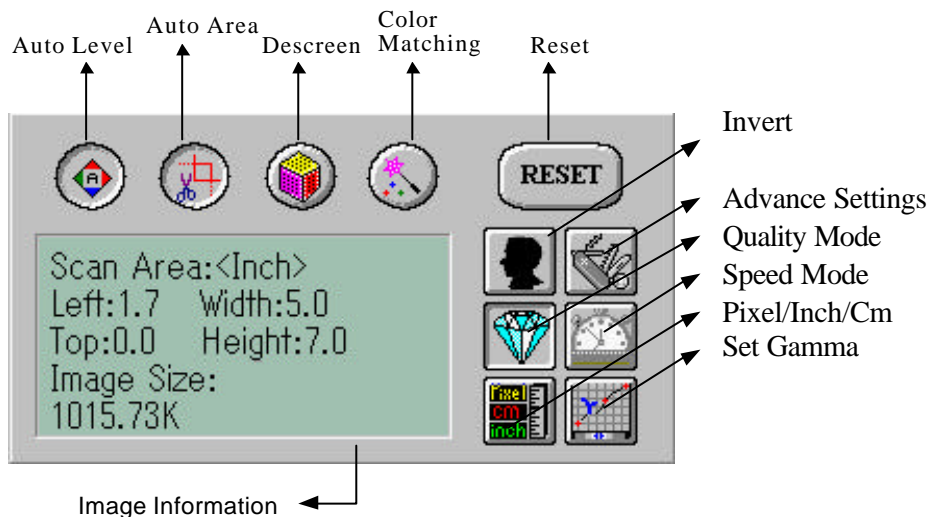 Auto Level
Auto Area
Descreen
Color
Matching
Reset
A
RESET
Invert
Advance Settings
Quality Mode
Speed Mode
Pixel/Inch/Cm
Set Gamma
Scan Area:<Inch>
Left:1.7 Width:5.0
Top:0.0 Height:7.0
Image Size:
1015.73K
Pixel
cm
inch
γ
Image Information